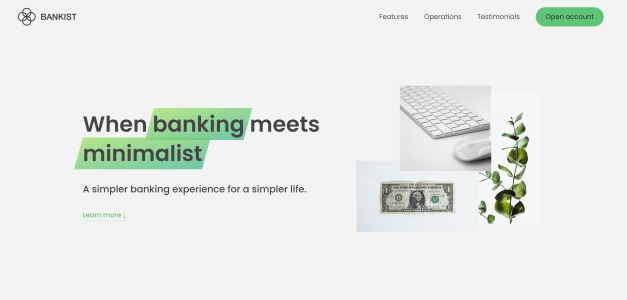 BANKIST
Features
Operations
Testimonials
Open account
When banking meets
minimalist
A simpler banking experience for a simpler life.
Learn more ↓